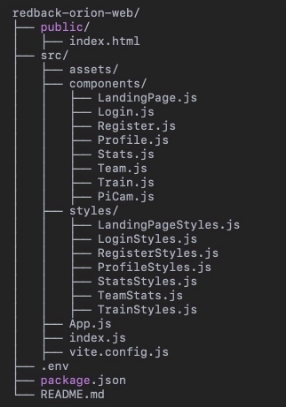 redback-orion-web/
├── public/
│   ├── index.html
├── src/
│   ├── assets/
│   ├── components/
│   │   ├── LandingPage.js
│   │   ├── Login.js
│   │   ├── Register.js
│   │   ├── Profile.js
│   │   ├── Stats.js
│   │   ├── Team.js
│   │   ├── Train.js
│   │   ├── PiCam.js
│   ├── styles/
│   │   ├── LandingPageStyles.js
│   │   ├── LoginStyles.js
│   │   ├── RegisterStyles.js
│   │   ├── ProfileStyles.js
│   │   ├── StatsStyles.js
│   │   ├── TeamStats.js
│   │   ├── TrainStyles.js
│   ├── App.js
│   ├── index.js
│   ├── vite.config.js
├── .env
├── package.json
└── README.md